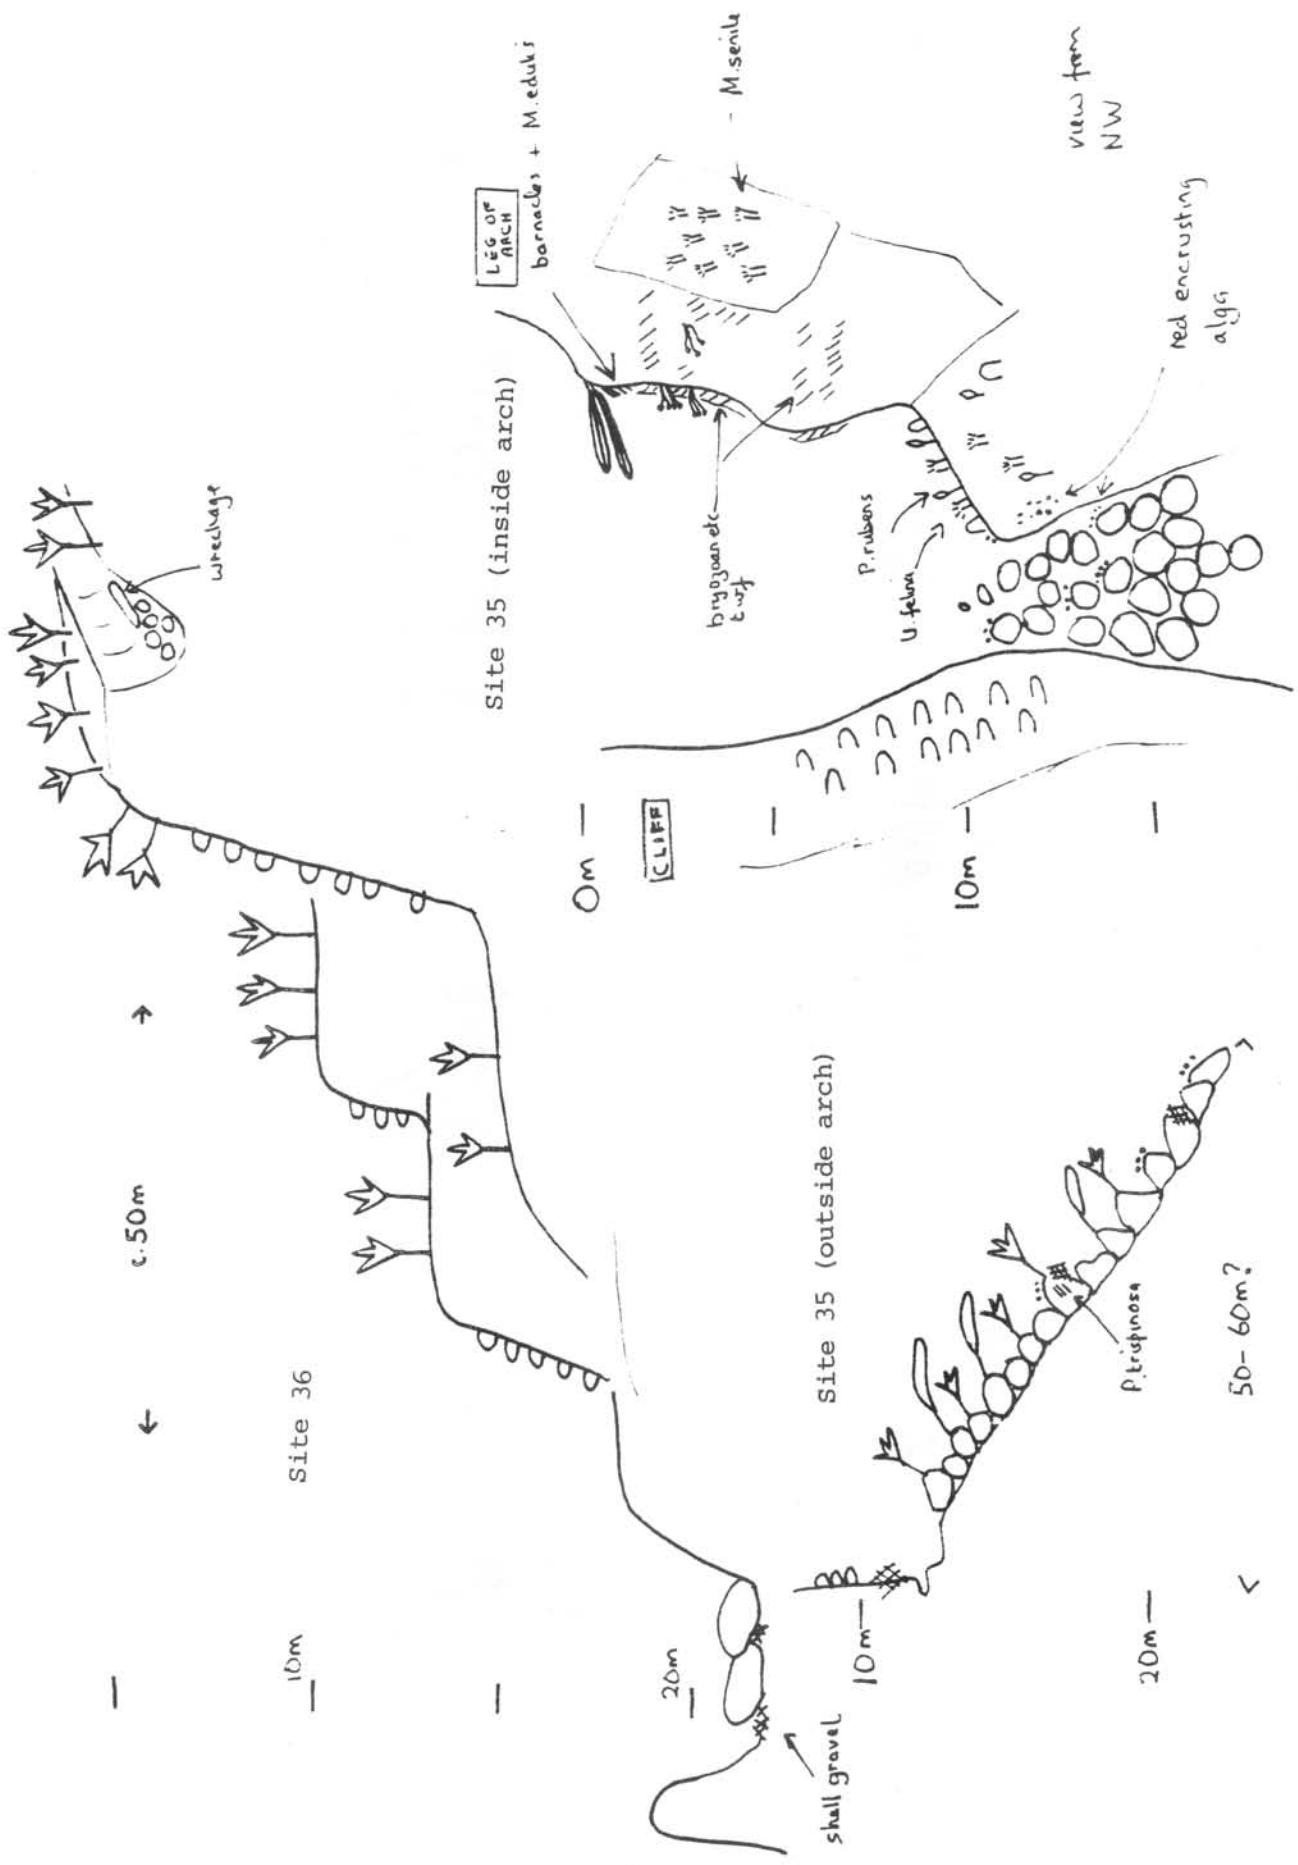 c.50m
wreckage
Site 36
10m
20m
shell gravel
Site 35 (inside arch)
LEG OF
ARCH
barnacles + M.edulis
M.senile
bryozoan etc
turf
P.rubens
U.felina
0m
CLIFF
10m
view from
NW
red encrusting
alga
Site 35 (outside arch)
10m
20m
P.trispinosa
50-60m?